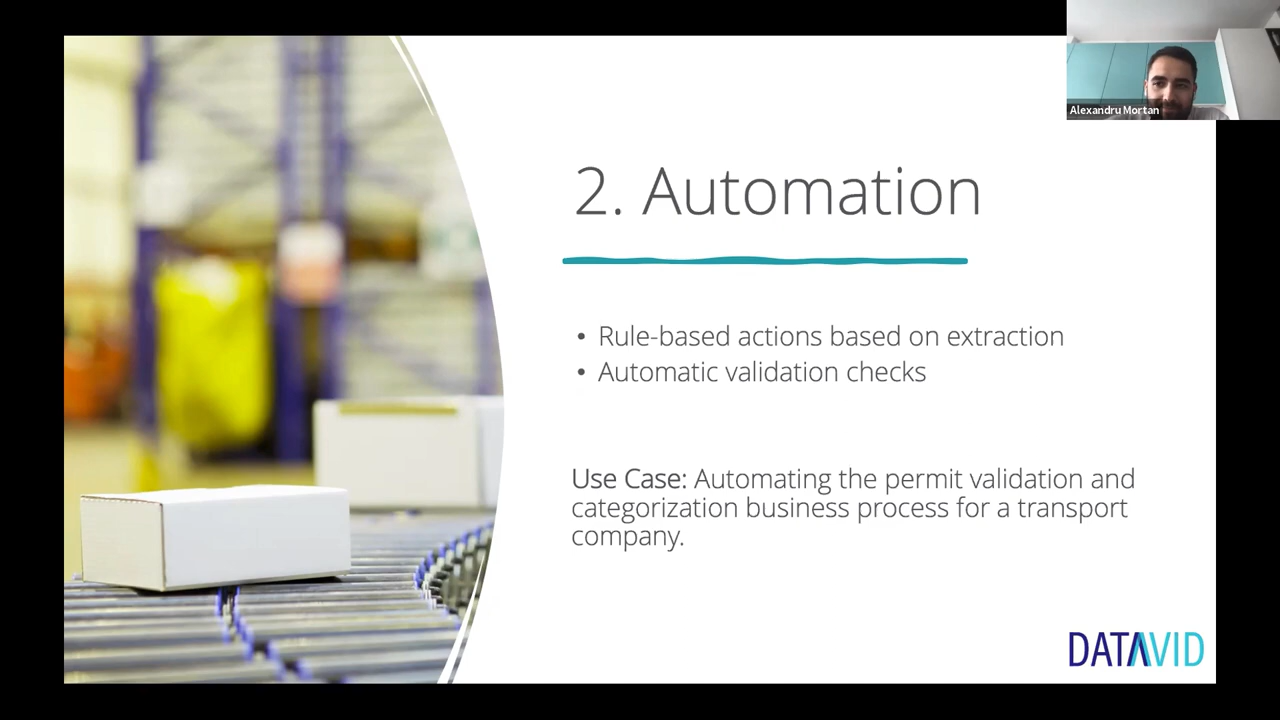 Alexandru Mortan
2. Automation
• Rule-based actions based on extraction
• Automatic validation checks
Use Case: Automating the permit validation and
categorization business process for a transport
company.
DATAVID